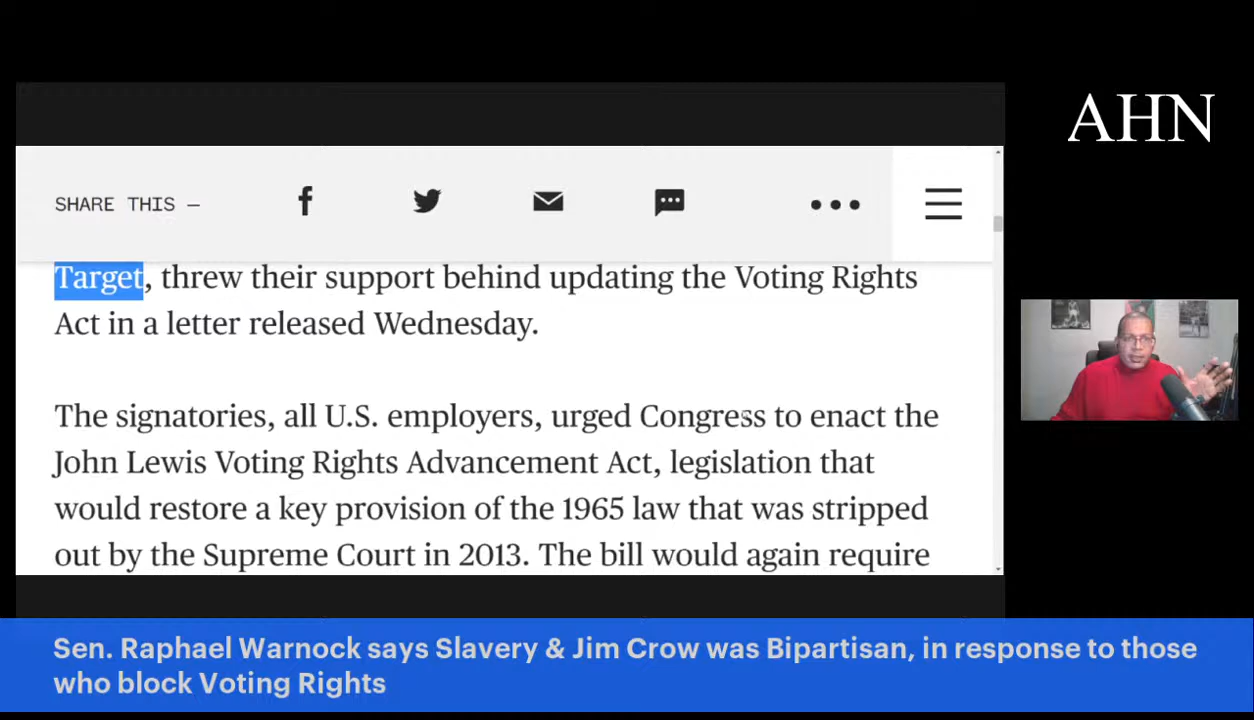 AHN
SHARE THIS —
Target, threw their support behind updating the Voting Rights
Act in a letter released Wednesday.
The signatories, all U.S. employers, urged Congress to enact the
John Lewis Voting Rights Advancement Act, legislation that
would restore a key provision of the 1965 law that was stripped
out by the Supreme Court in 2013. The bill would again require
Sen. Raphael Warnock says Slavery & Jim Crow was Bipartisan, in response to those
who block Voting Rights